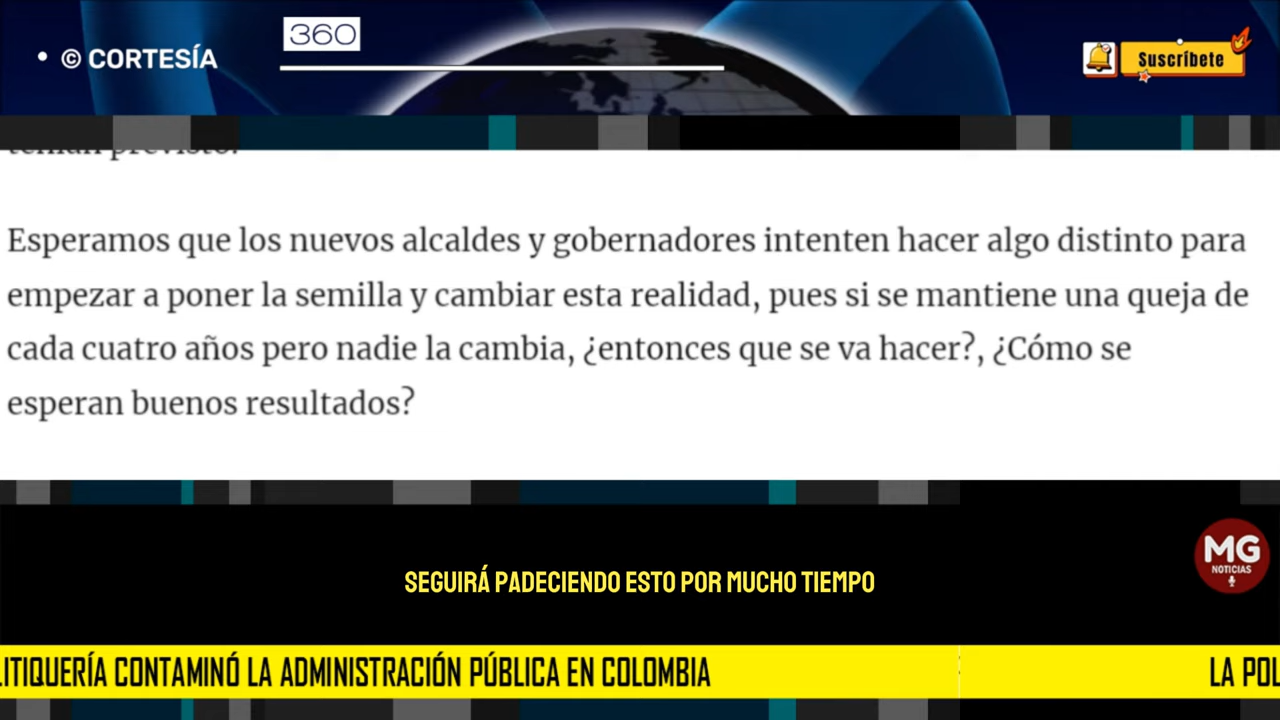 • © CORTESÍA
360
Suscríbete
tenían previsto.
Esperamos que los nuevos alcaldes y gobernadores intenten hacer algo distinto para
empezar a poner la semilla y cambiar esta realidad, pues si se mantiene una queja de
cada cuatro años pero nadie la cambia, ¿entonces que se va hacer?, ¿Cómo se
esperan buenos resultados?
MG
NOTICIAS
SEGUIRÁ PADECIENDO ESTO POR MUCHO TIEMPO
LITIQUERÍA CONTAMINÓ LA ADMINISTRACIÓN PÚBLICA EN COLOMBIA
LA POL